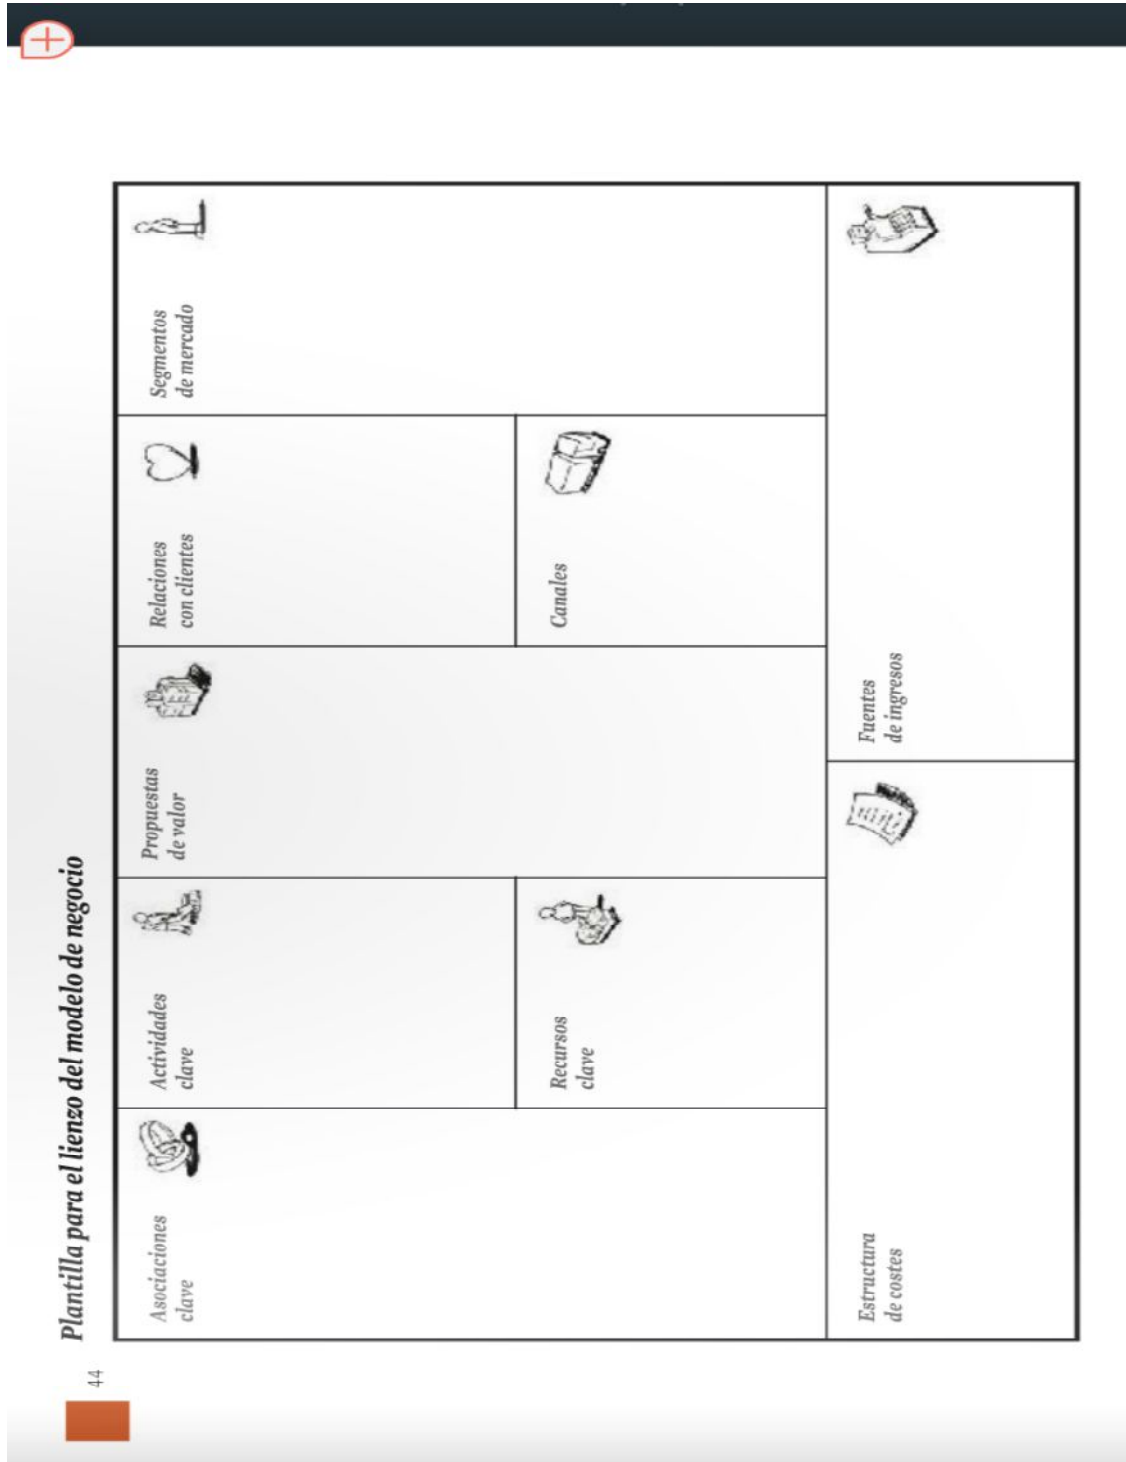 44
Plantilla para el lienzo del modelo de negocio
Asociaciones
clave
Actividades
clave
Recursos
clave
Propuestas
de valor
Relaciones
con clientes
Canales
Segmentos
de mercado
Estructura
de costes
Fuentes
de ingresos